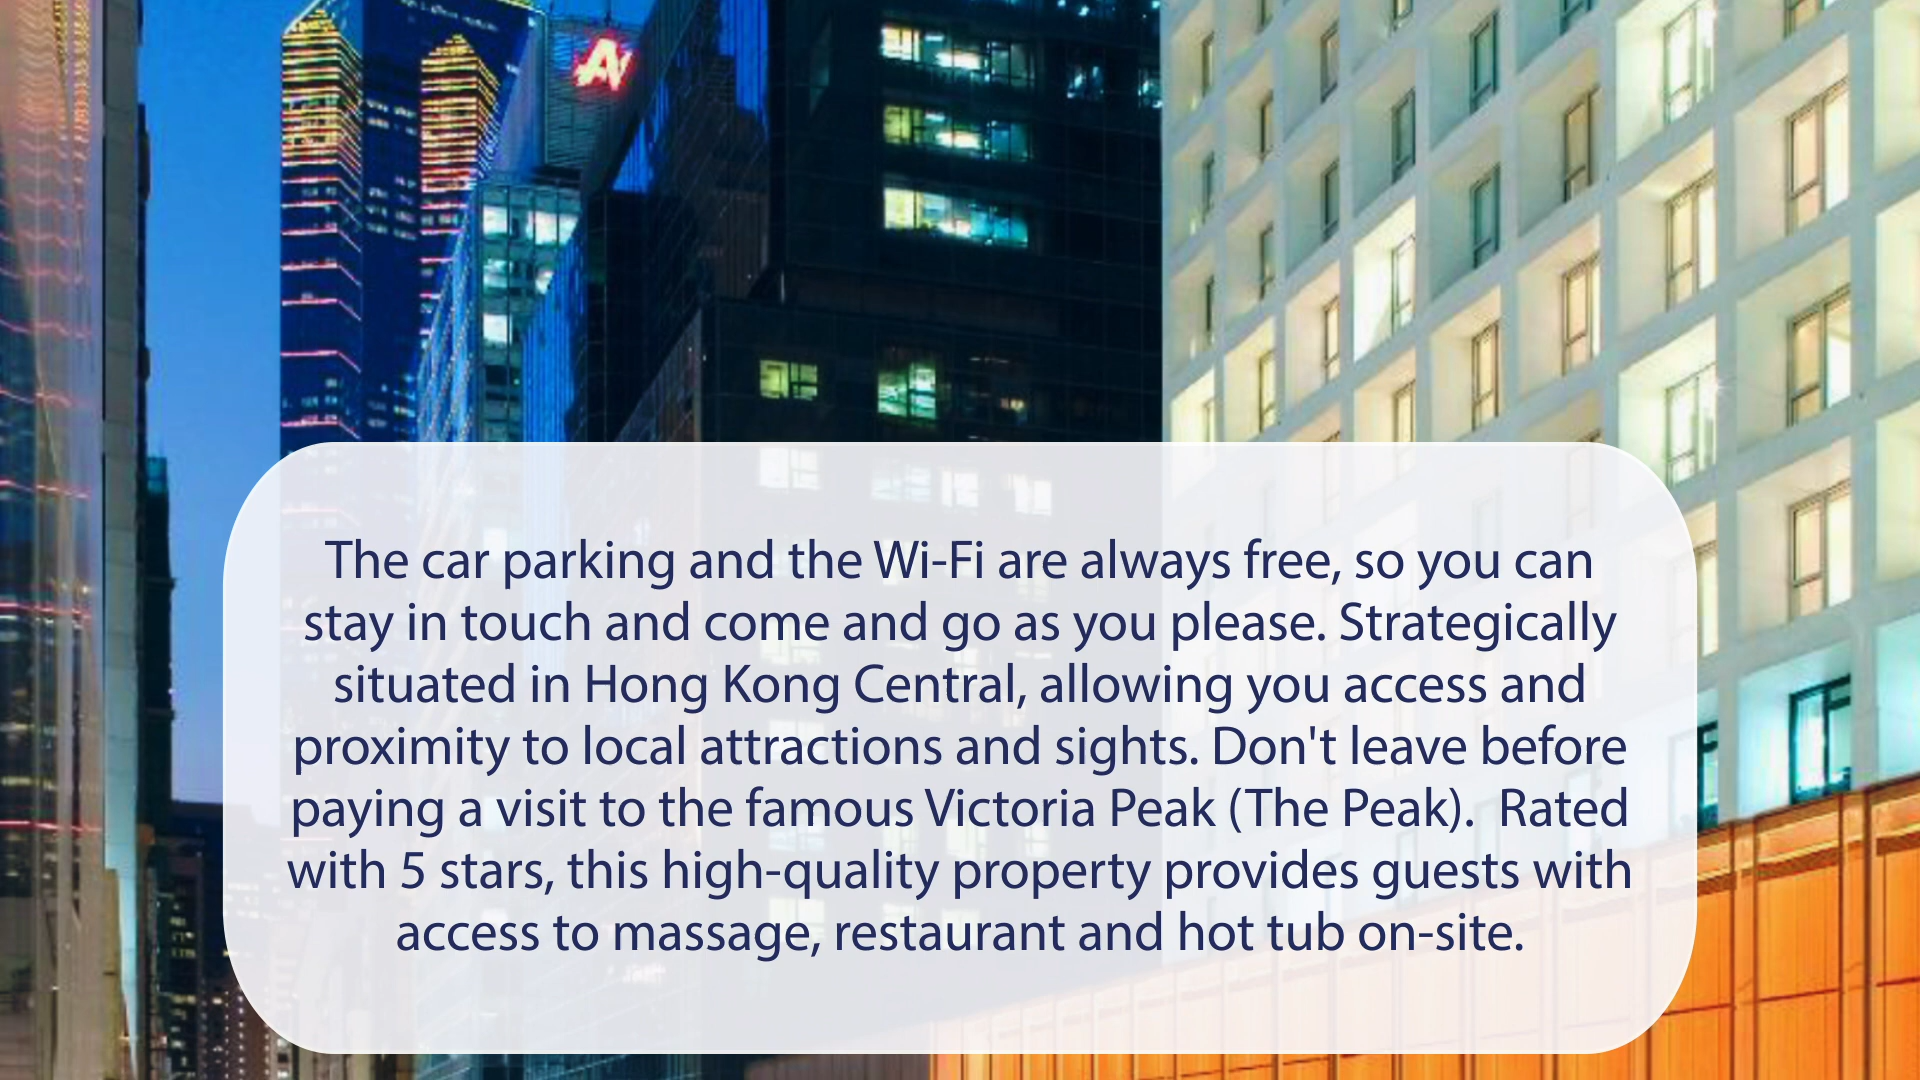 The car parking and the Wi-Fi are always free, so you can
stay in touch and come and go as you please. Strategically
situated in Hong Kong Central, allowing you access and
proximity to local attractions and sights. Don't leave before
paying a visit to the famous Victoria Peak (The Peak).  Rated
with 5 stars, this high-quality property provides guests with
access to massage, restaurant and hot tub on-site.